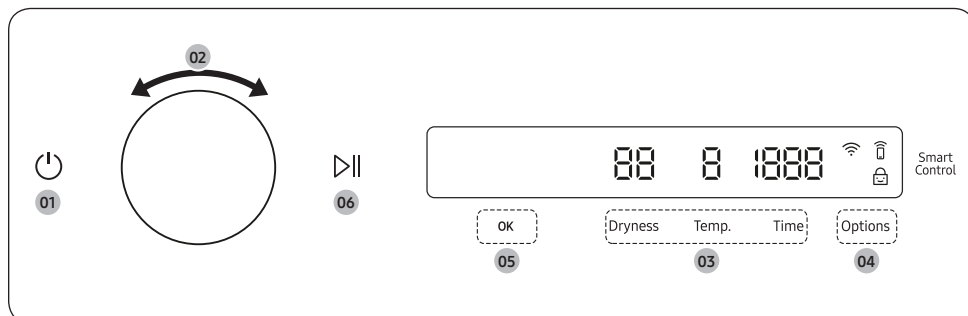 02
01
06
88 8 1888
Smart
Control
OK
Dryness Temp. Time
Options
05
03
04